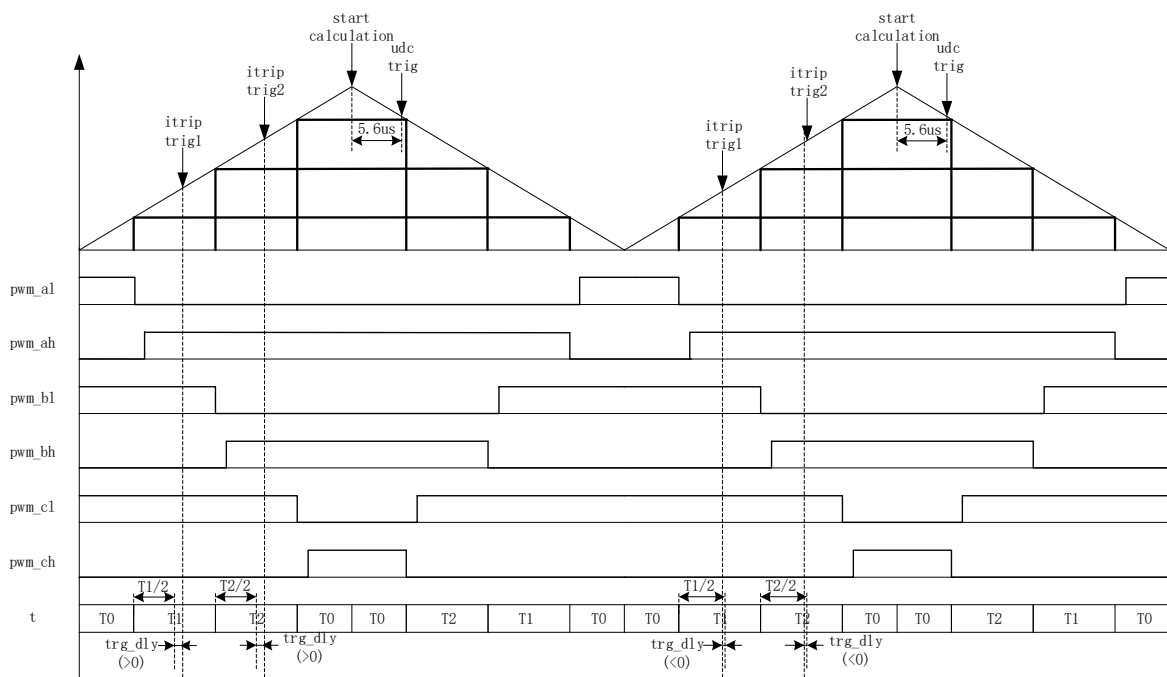 start
calculation
udc
trig
itrip
trig2
itrip
trig1
5.6us
start
calculation
udc
trig
itrip
trig2
itrip
trig1
5.6us
pwm_al
pwm_ah
pwm_bl
pwm_bh
pwm_cl
pwm_ch
T1/2
T2/2
T1/2
T2/2
t
T0 T1 T2 T0 T0 T2 T1 T0 T0 T1 T2 T0 T0 T2 T1 T0
trg_dly
(>0)
trg_dly
(>0)
trg_dly
(<0)
trg_dly
(<0)